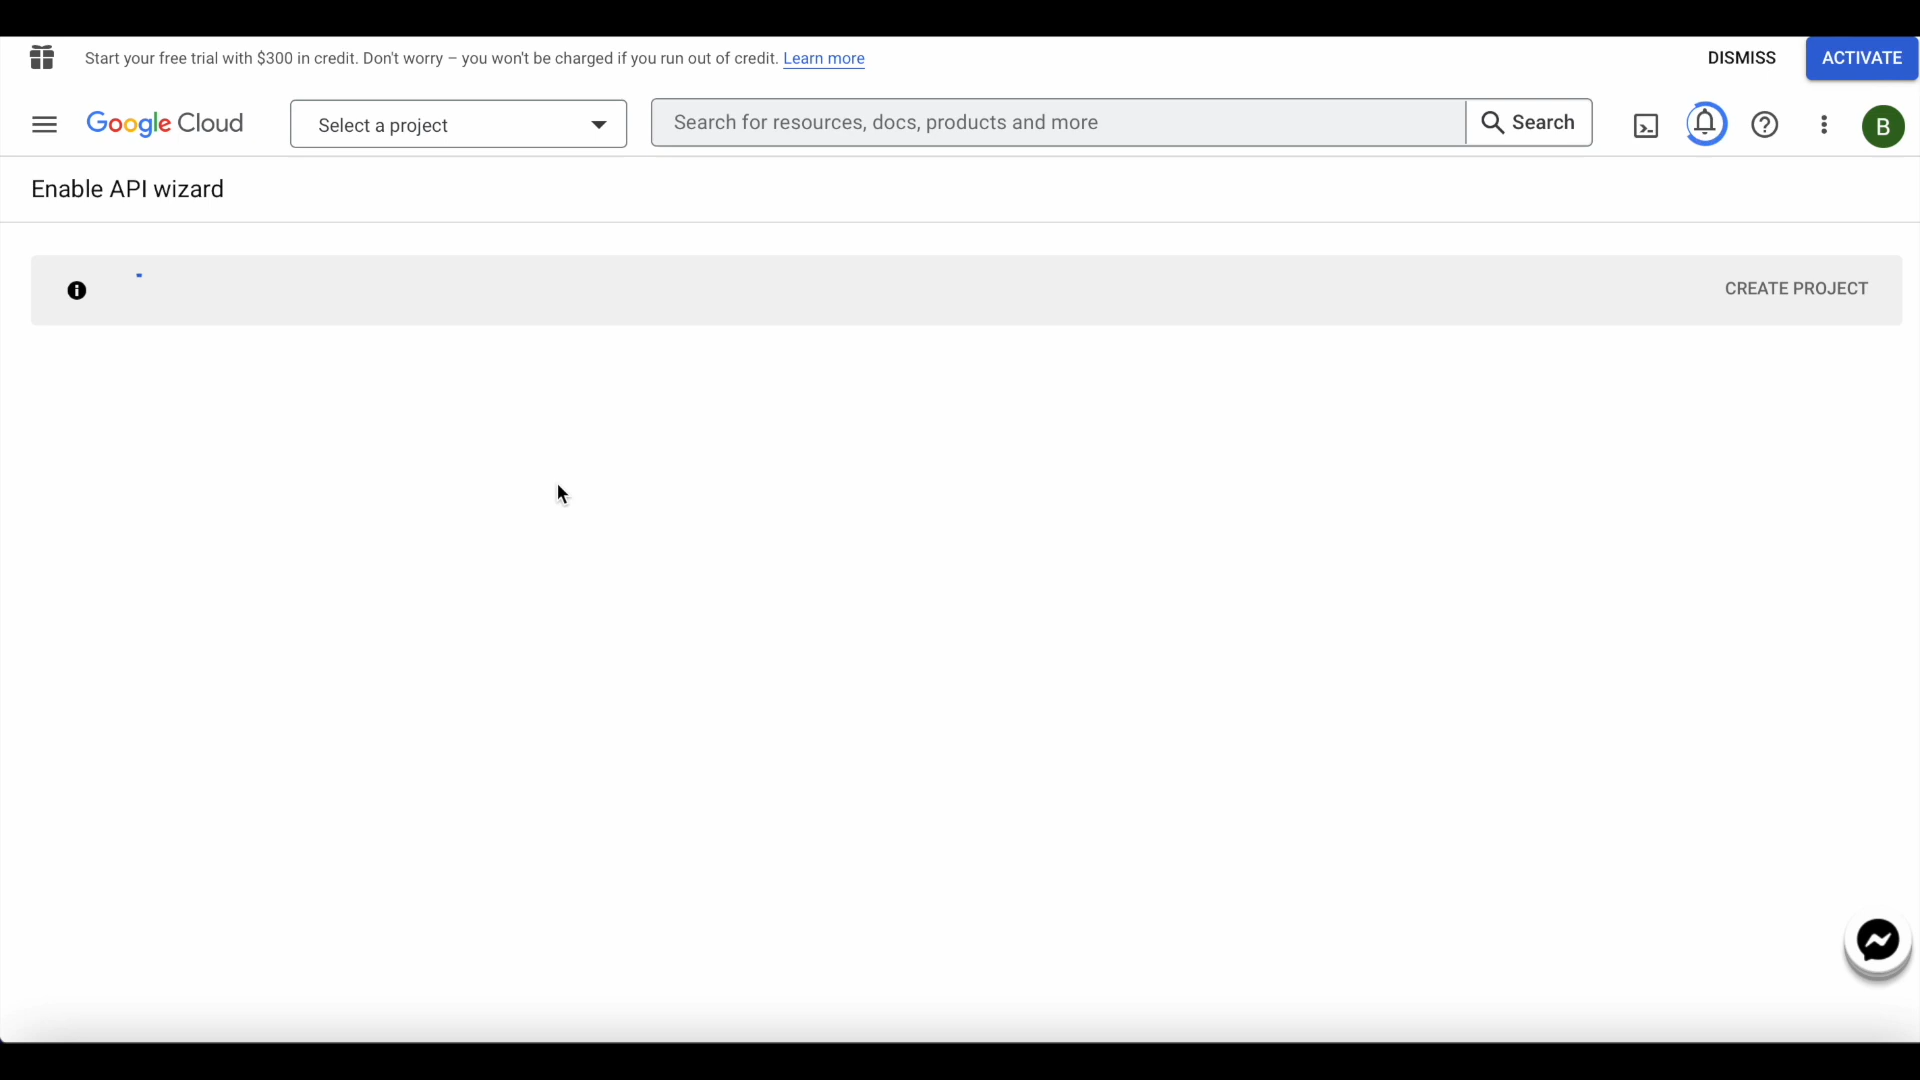 Start your free trial with $300 in credit. Don't worry – you won't be charged if you run out of credit. Learn more
DISMISS
ACTIVATE
Google Cloud
Select a project
Search for resources, docs, products and more
Search
B
Enable API wizard
CREATE PROJECT